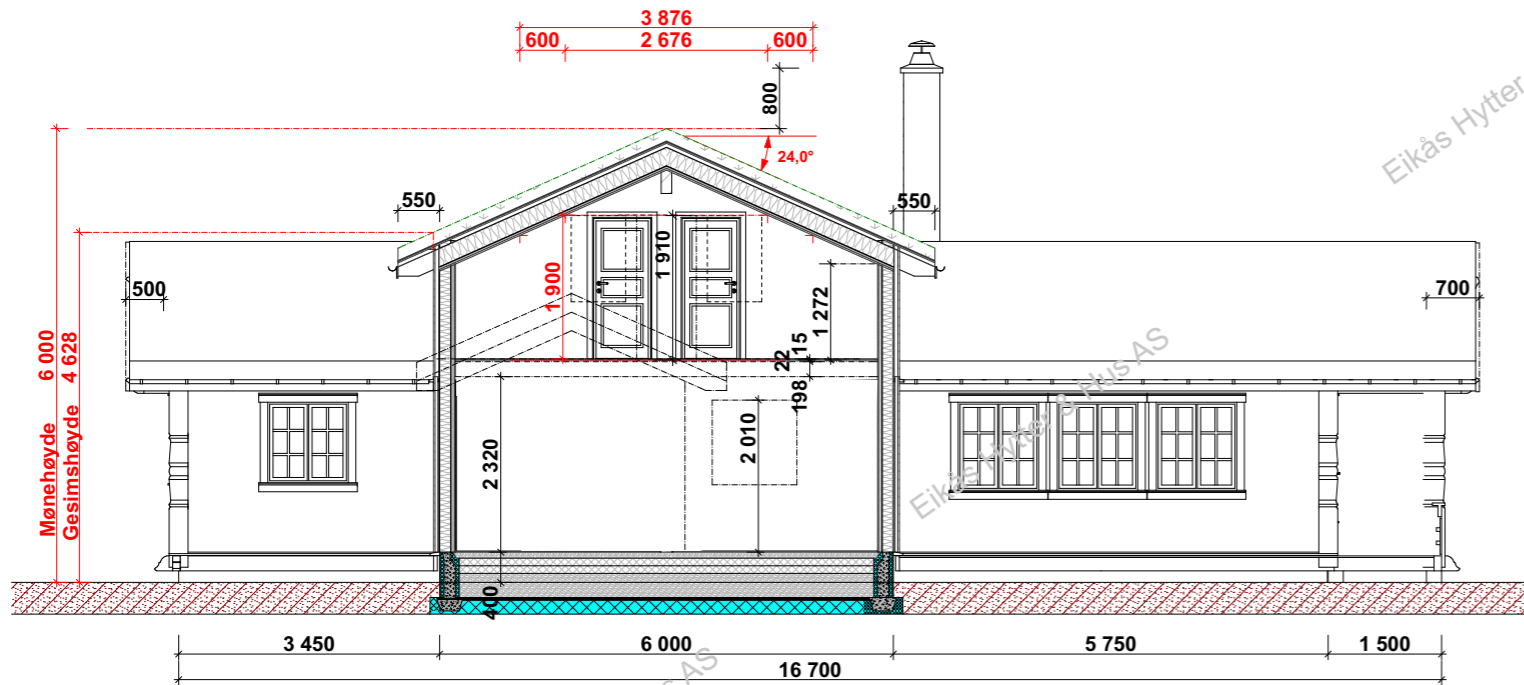 3 876
600 2 676 600
800
24,0°
Eikås Hytter
550 550
1 910
1 900
500
1 272
700
Mønehøyde 6 000
Gesimshøyde 4 628
15
22
198
2 320
2 010
Eikås Hytter & Hus AS
400
3 450 6 000 5 750 1 500
16 700
AS